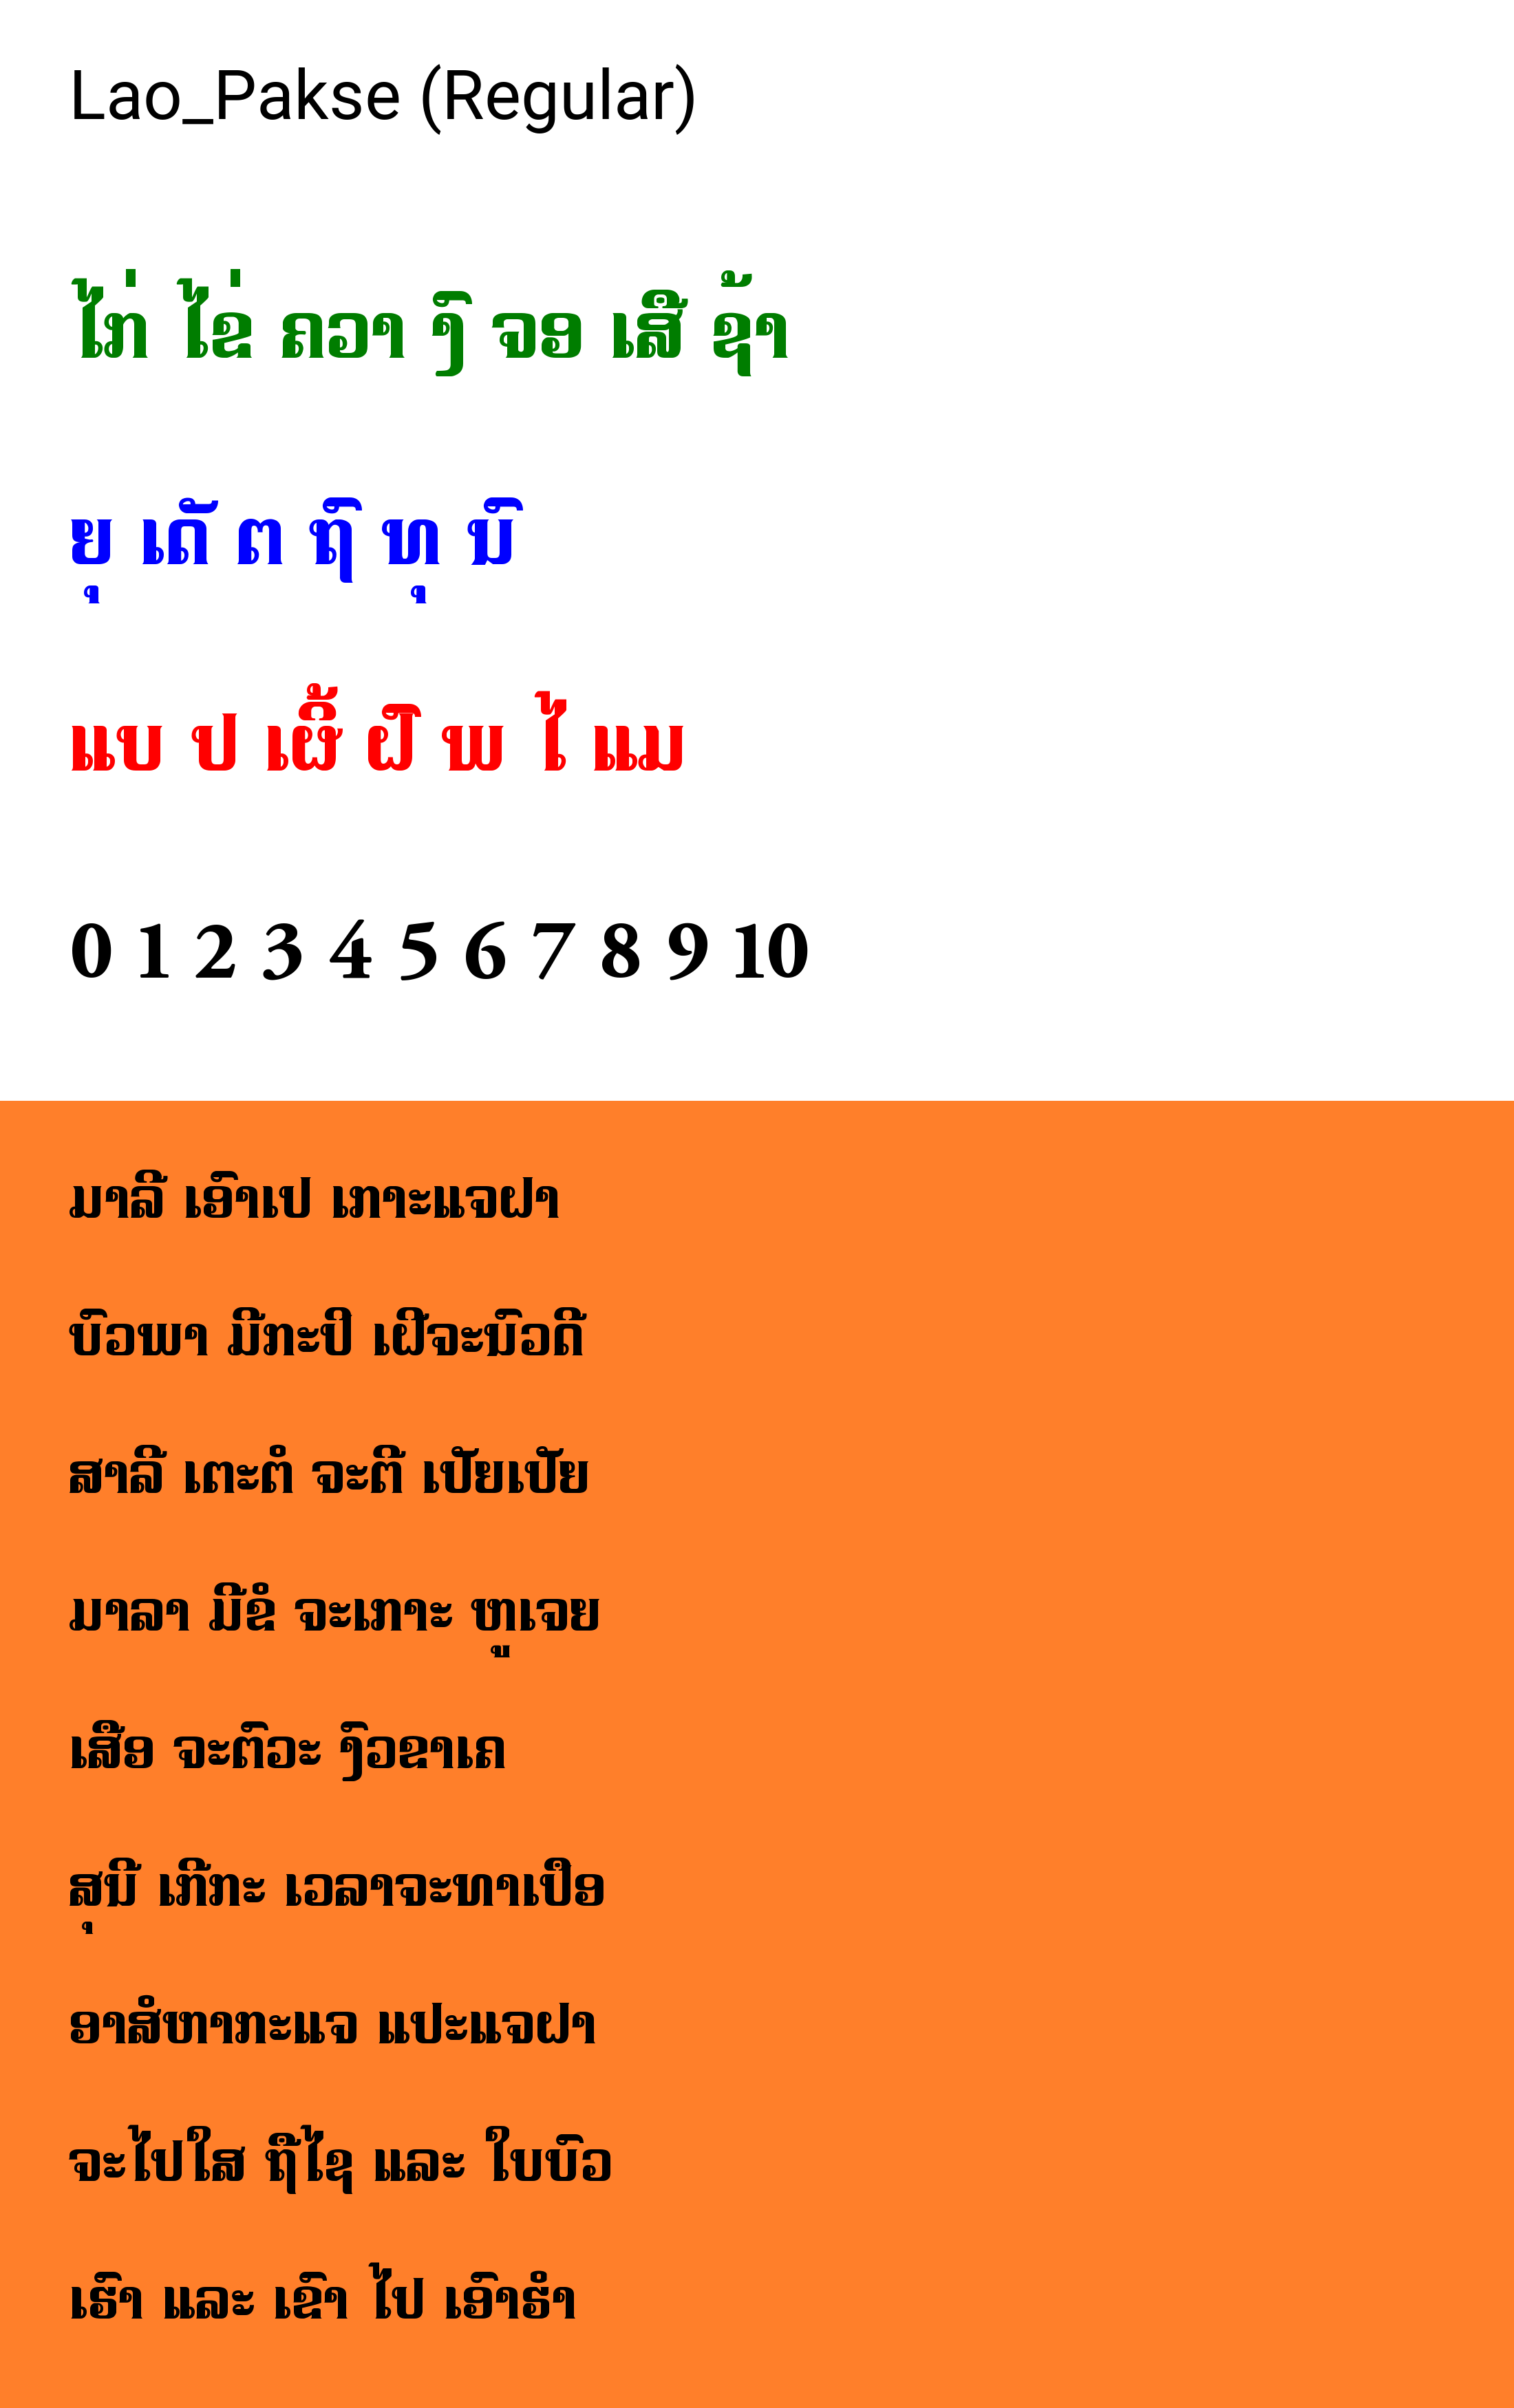 Lao_Pakse (Regular)
ໄກ່ ໄຂ່ ຄວາ ງົ ຈອ ເສື ຊ້າ
ຍຸ ເດັ ຕ ຖົ ທຸ ນົ
ແບ ປ ເຜິ້ ຝົ ພ ໄ ແມ
0 1 2 3 4 5 6 7 8 9 10
ມາລີ ເອົາເປ ເກາະແຈຝາ
ບົວພາ ມີກະປິ ເຝີຈະນົວດີ
ສາລີ ເຕະຕໍ ຈະຕີ ເປັຍເປັຍ
ມາລາ ມີຂໍ ຈະເກາະ ຫູເຈຍ
ເສືອ ຈະຕົວະ ງົວຂາເຄ
ສຸນີ ເກີກະ ເວລາຈະທາເປືອ
ອາສໍຫາກະແຈ ແປະແຈຝາ
ຈະໄປໃສ ຖືໄຊ ແລະ ໃບບົວ
ເຮົາ ແລະ ເຂົາ ໄປ ເອົາຮໍາ